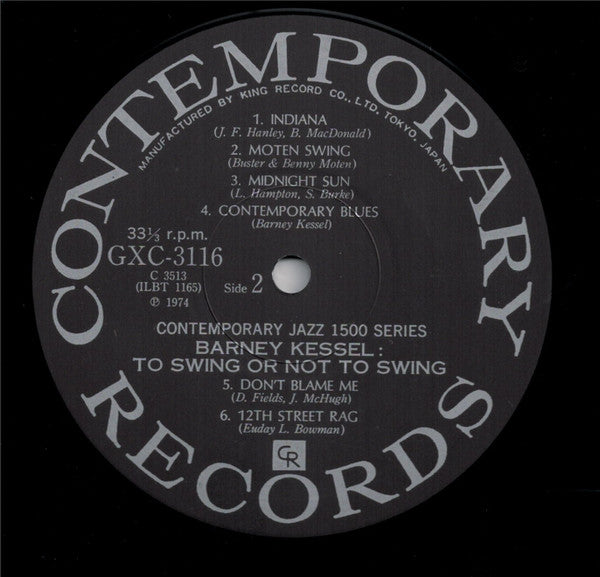 CONTEMPORARY
MANUFACTURED BY KING RECORD CO., LTD. TOKYO, JAPAN
1. INDIANA
(J. F. Hanley, B. MacDonald)
2. MOTEN SWING
(Buster & Benny Moten)
3. MIDNIGHT SUN
(L. Hampton, S. Burke)
4. CONTEMPORARY BLUES
(Barney Kessel)
33⅓ r.p.m.
GXC-3116
C 3513
(ILBT 1165)
Ⓟ 1974
Side 2
CONTEMPORARY JAZZ 1500 SERIES
BARNEY KESSEL:
TO SWING OR NOT TO SWING
5. DON'T BLAME ME
(D. Fields, J. McHugh)
6. 12TH STREET RAG
(Euday L. Bowman)
CR
RECORDS